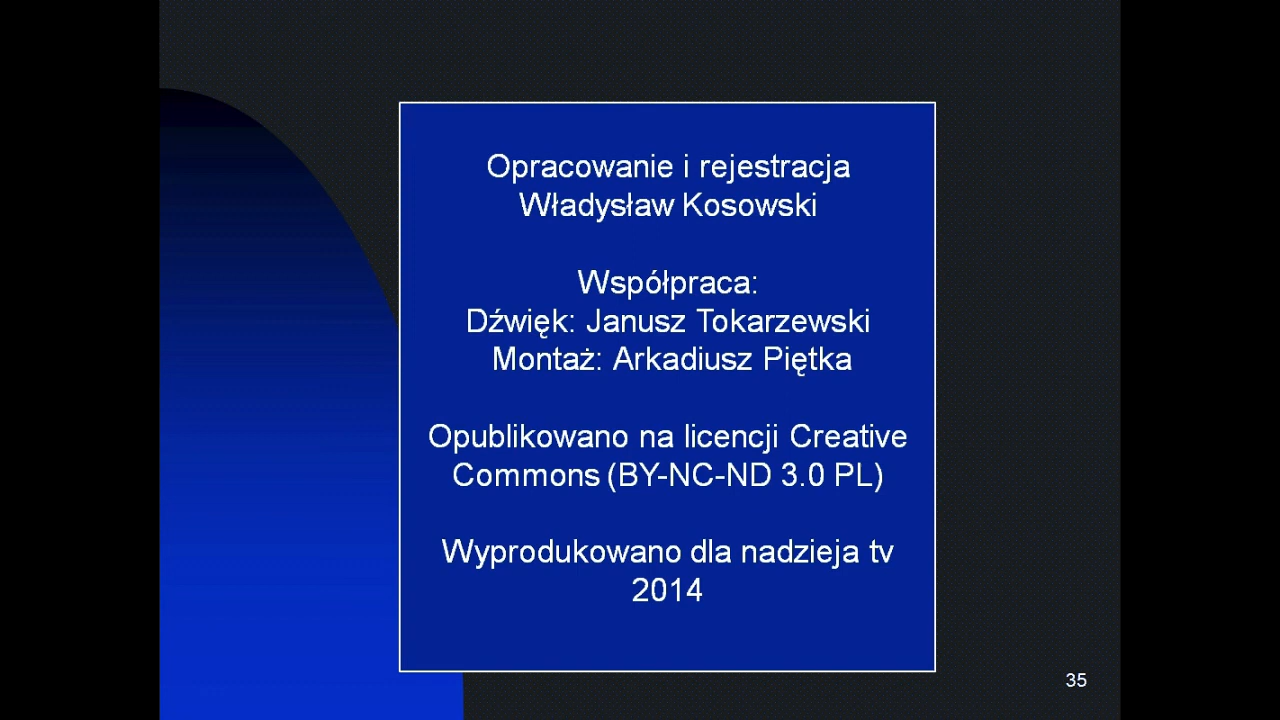 Opracowanie i rejestracja
Władysław Kosowski
Współpraca:
Dźwięk: Janusz Tokarzewski
Montaż: Arkadiusz Piętka
Opublikowano na licencji Creative
Commons (BY-NC-ND 3.0 PL)
Wyprodukowano dla nadzieja tv
2014
35